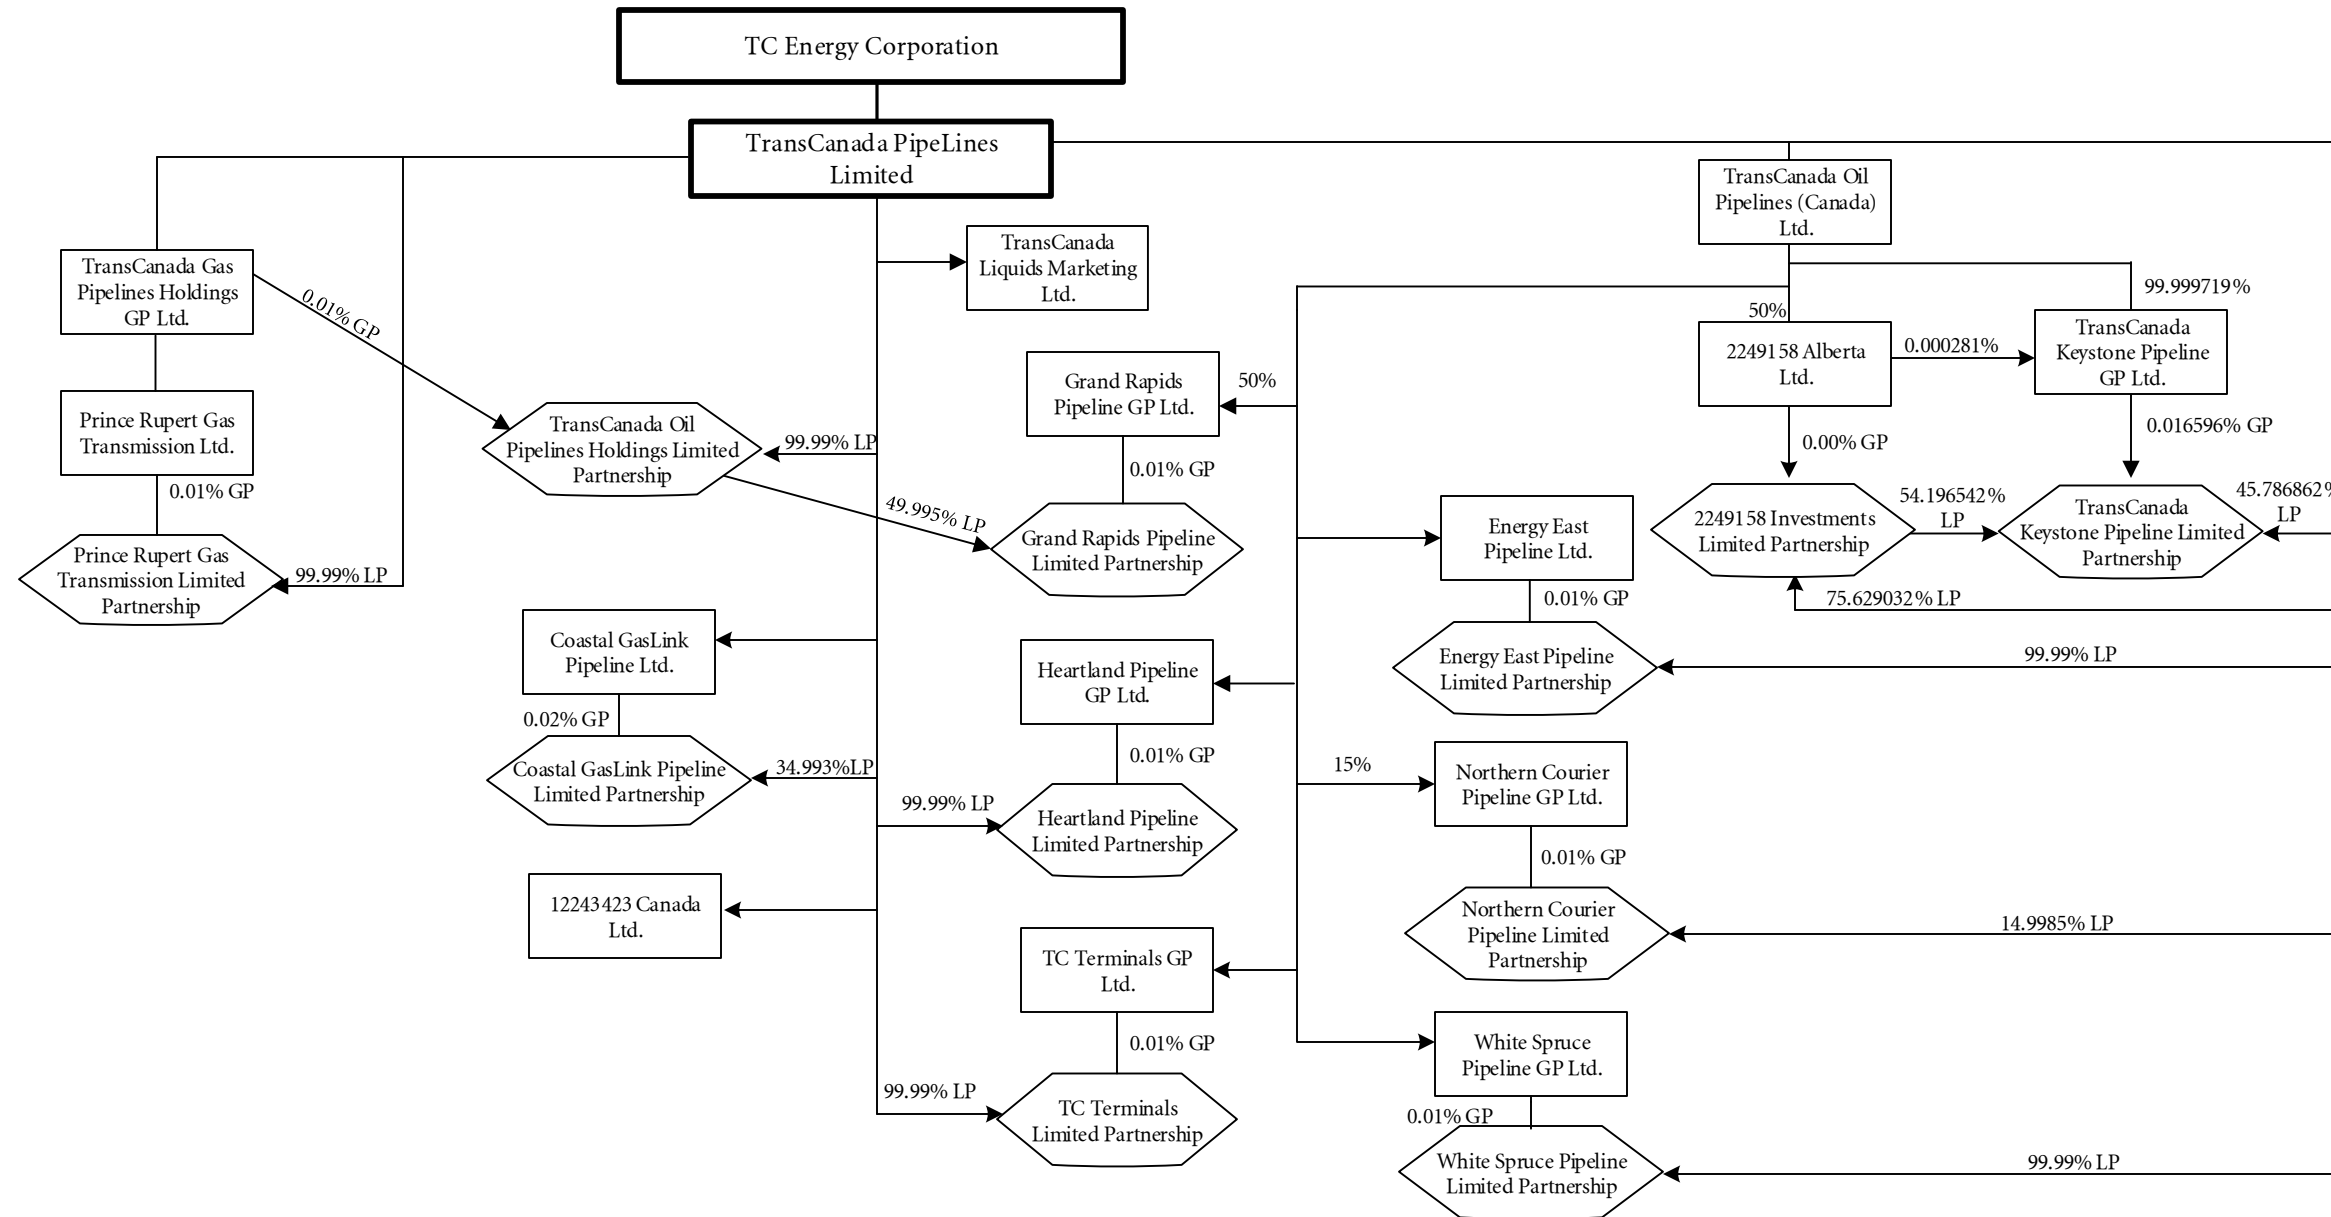 TC Energy Corporation
TransCanada PipeLines
Limited
TransCanada Oil
Pipelines (Canada)
Ltd.
TransCanada
Liquids Marketing
Ltd.
TransCanada Gas
Pipelines Holdings
GP Ltd.
0.01% GP
99.999719%
50%
2249158 Alberta
Ltd.
0.000281%
TransCanada
Keystone Pipeline
GP Ltd.
Grand Rapids
Pipeline GP Ltd.
50%
Prince Rupert Gas
Transmission Ltd.
0.01% GP
TransCanada Oil
Pipelines Holdings Limited
Partnership
99.99% LP
0.01% GP
0.00% GP
0.016596% GP
49.995% LP
Grand Rapids Pipeline
Limited Partnership
Energy East
Pipeline Ltd.
0.01% GP
2249158 Investments
Limited Partnership
54.196542%
LP
TransCanada
Keystone Pipeline Limited
Partnership
45.786862%
LP
75.629032% LP
Prince Rupert Gas
Transmission Limited
Partnership
99.99% LP
Coastal GasLink
Pipeline Ltd.
0.02% GP
Coastal GasLink Pipeline
Limited Partnership
34.993%LP
Heartland Pipeline
GP Ltd.
0.01% GP
99.99% LP
Heartland Pipeline
Limited Partnership
Energy East Pipeline
Limited Partnership
99.99% LP
15%
Northern Courier
Pipeline GP Ltd.
0.01% GP
Northern Courier
Pipeline Limited
Partnership
14.9985% LP
12243423 Canada
Ltd.
TC Terminals GP
Ltd.
0.01% GP
99.99% LP
TC Terminals
Limited Partnership
White Spruce
Pipeline GP Ltd.
0.01% GP
White Spruce Pipeline
Limited Partnership
99.99% LP